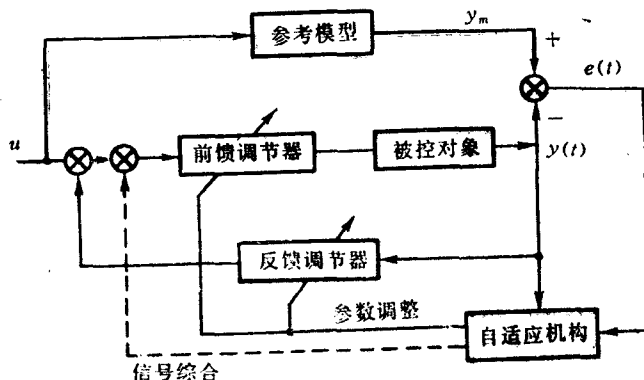 参考模型
y_m
+
e(t)
u
−
前馈调节器
被控对象
y(t)
反馈调节器
参数调整
自适应机构
信号综合